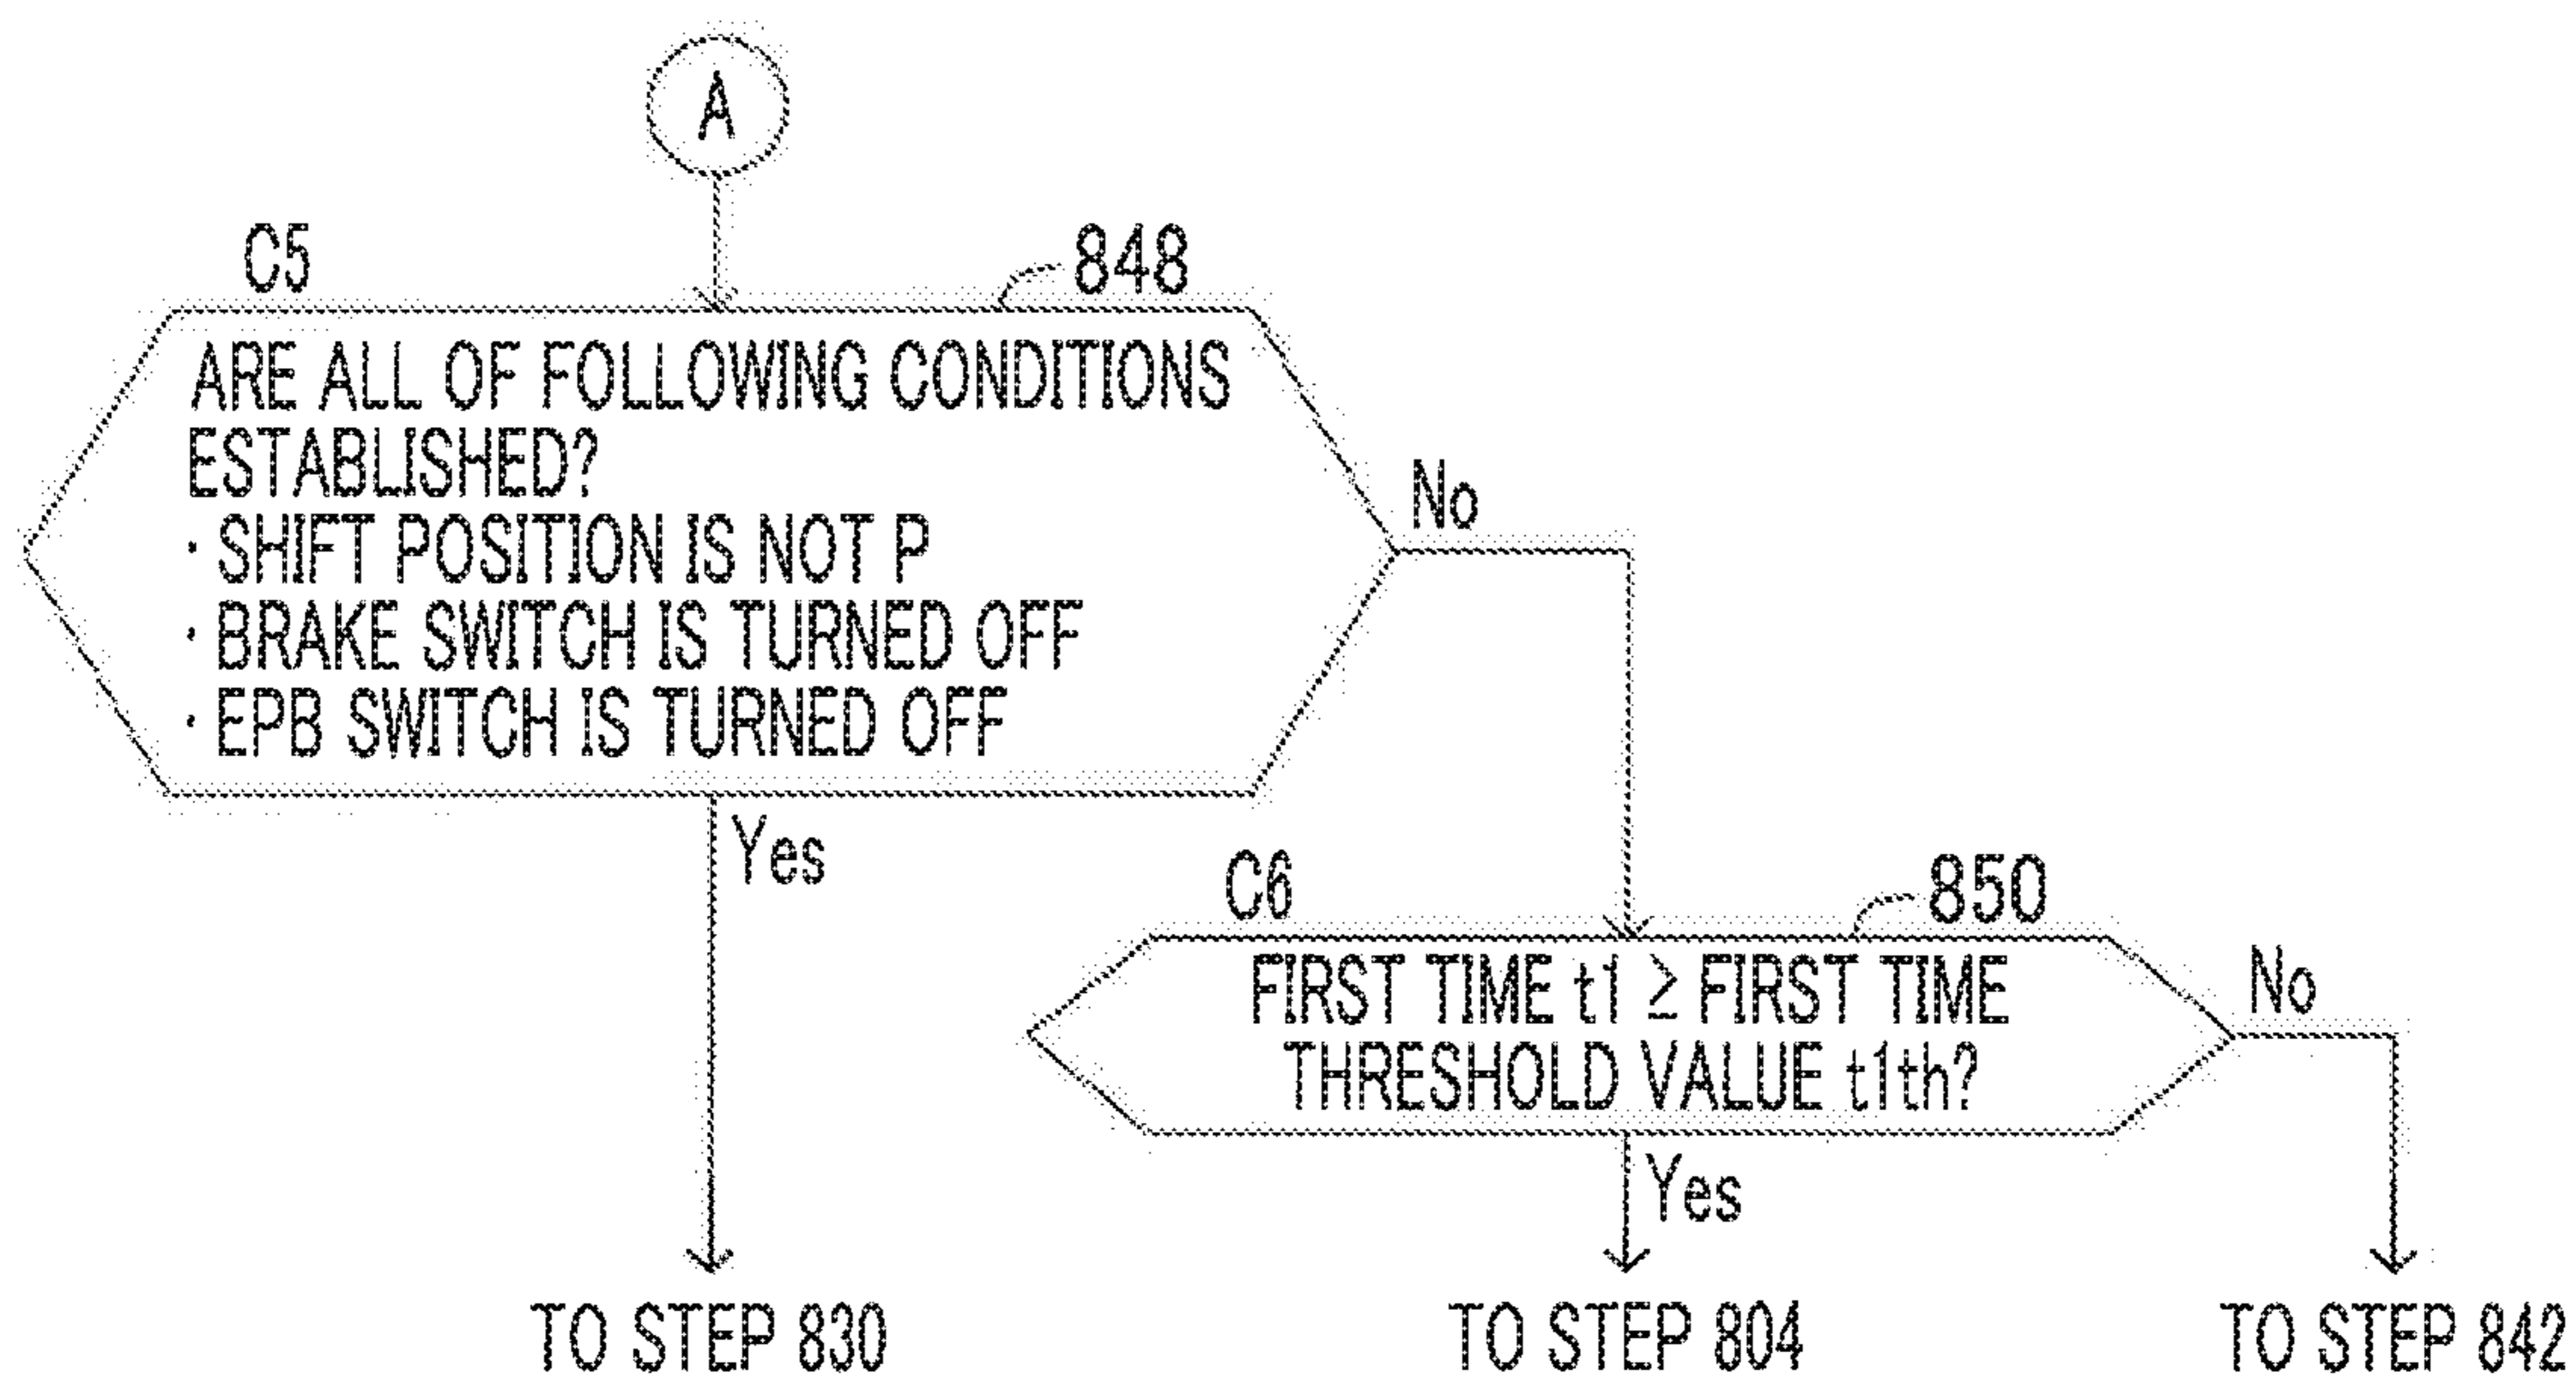 A
C5
848
ARE ALL OF FOLLOWING CONDITIONS
ESTABLISHED?
· SHIFT POSITION IS NOT P
· BRAKE SWITCH IS TURNED OFF
· EPB SWITCH IS TURNED OFF
No
Yes
C6
850
FIRST TIME t1 ≥ FIRST TIME
THRESHOLD VALUE t1th?
No
Yes
TO STEP 830
TO STEP 804
TO STEP 842